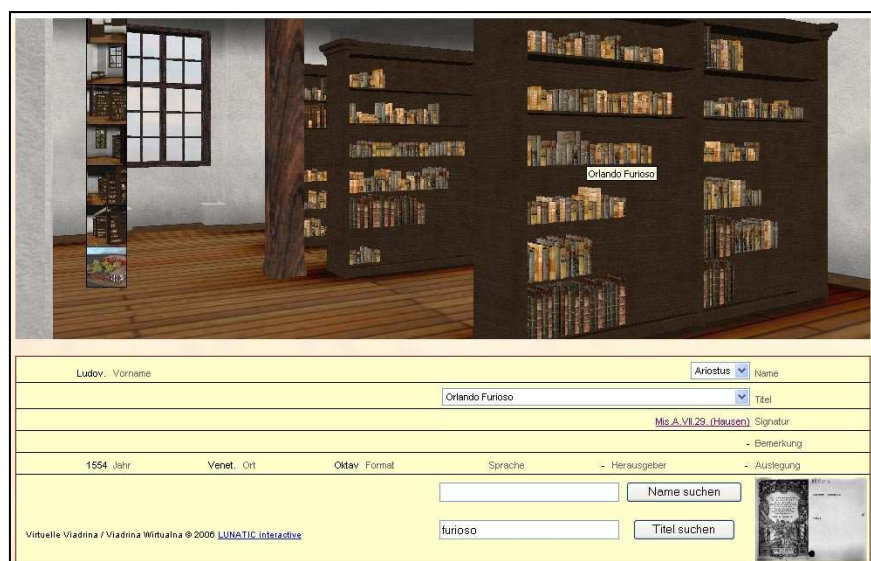 Orlando Furioso
Ludov. Vorname Ariostus Name
Orlando Furioso Titel
Mis.A.VII.29. (Hausen) Signatur
- Bemerkung
1554 Jahr Venet. Ort Oktav Format Sprache - Herausgeber - Auslegung
Name suchen
Virtuelle Viadrina / Viadrina Wirtualna © 2006 LUNATIC interactive furioso Titel suchen